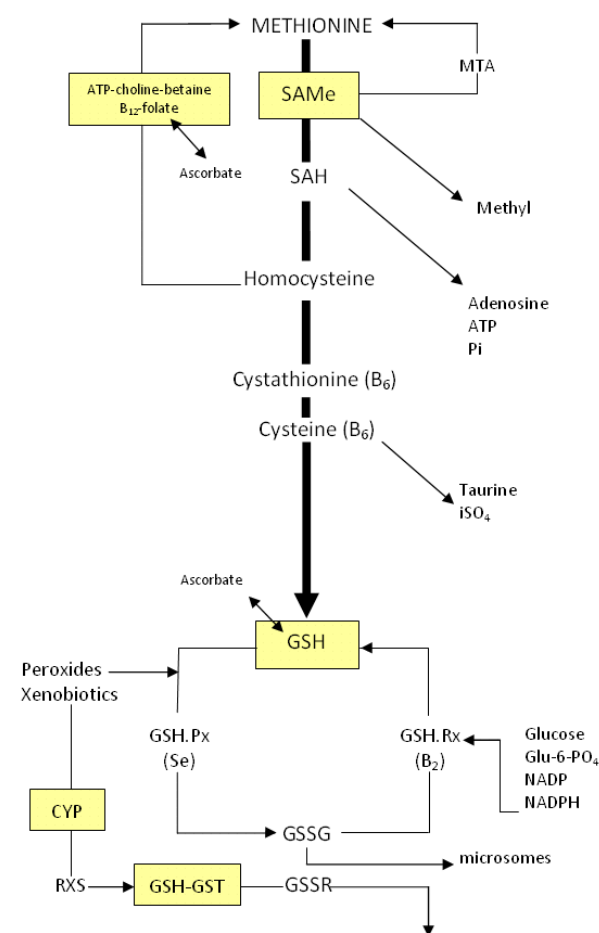 METHIONINE
MTA
ATP-choline-betaine
B₁₂-folate
SAMe
Ascorbate
SAH
Methyl
Homocysteine
Adenosine
ATP
Pi
Cystathionine (B₆)
Cysteine (B₆)
Taurine
iSO₄
Ascorbate
GSH
Peroxides
Xenobiotics
GSH.Px
(Se)
GSH.Rx
(B₂)
Glucose
Glu-6-PO₄
NADP
NADPH
CYP
GSSG
microsomes
RXS
GSH-GST
GSSR